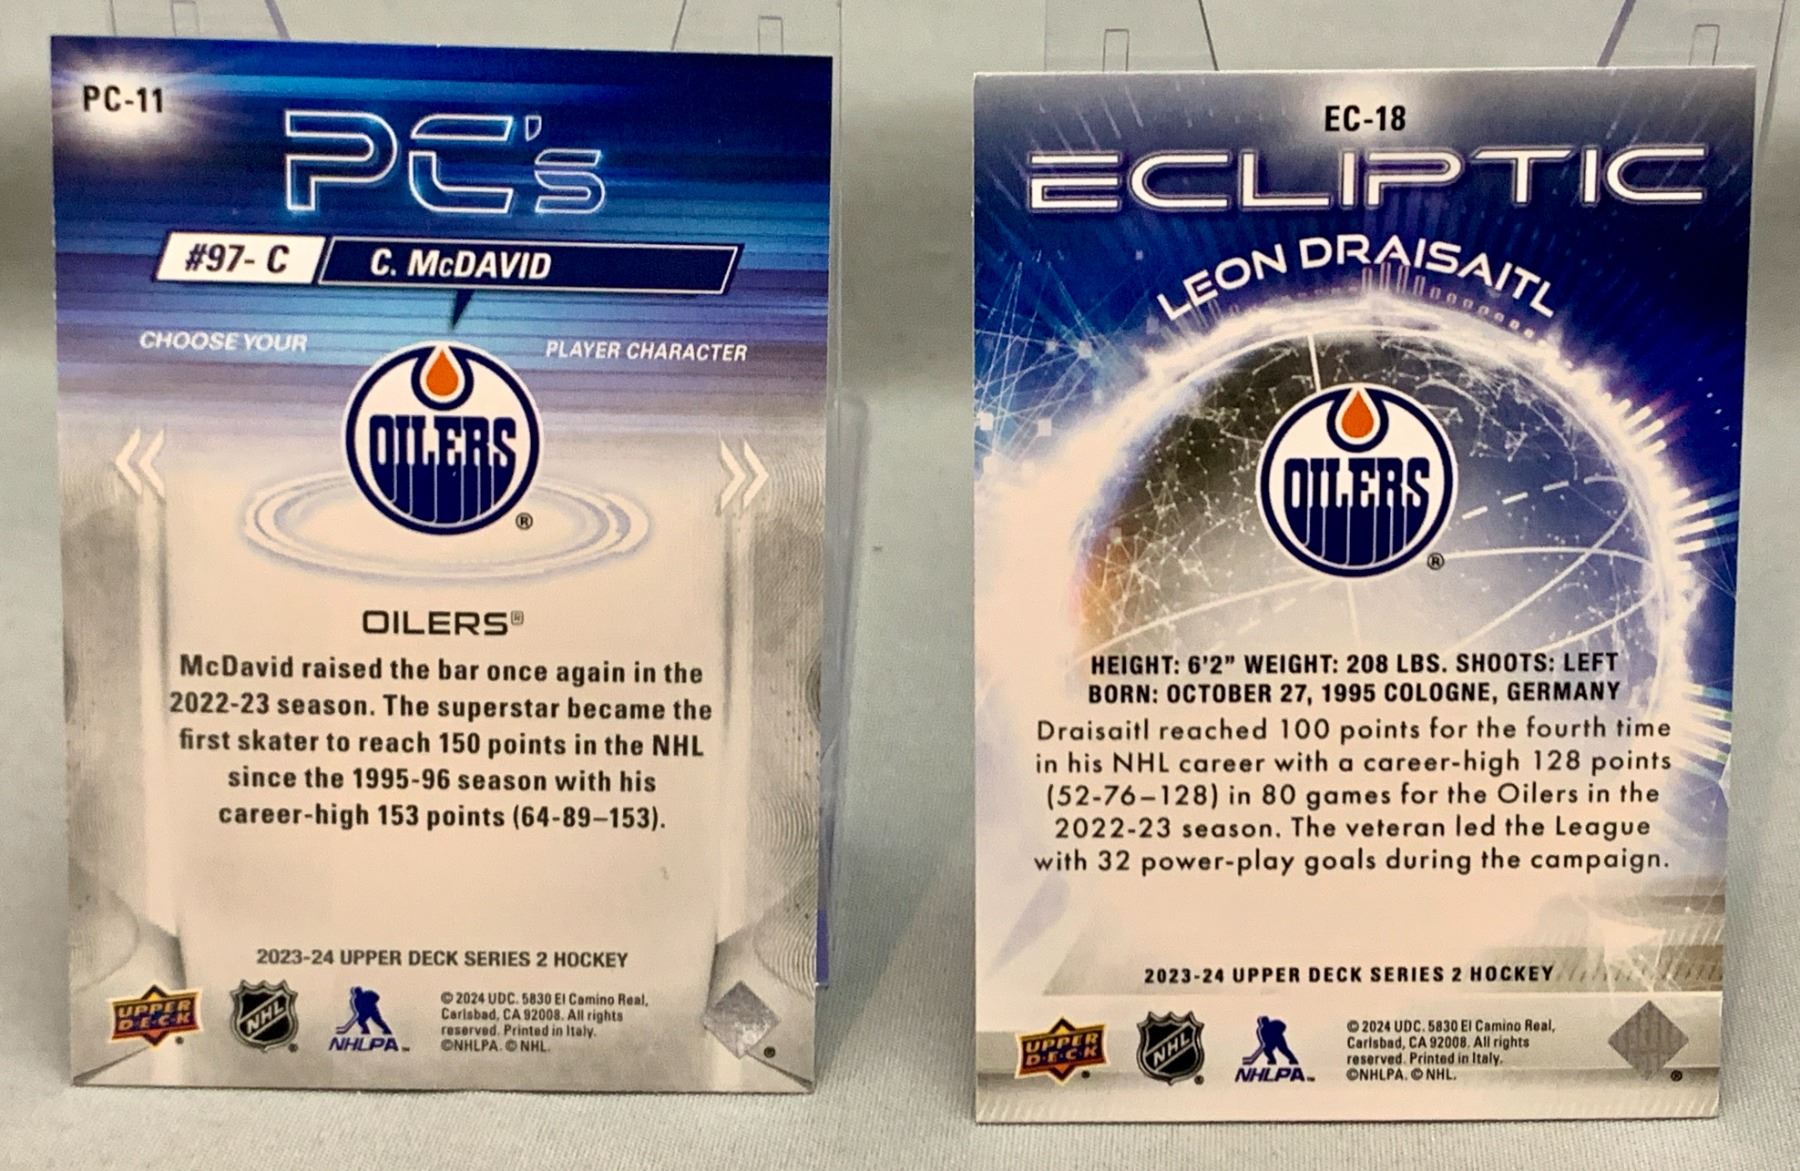 PC-11
PC's
#97- C C. McDAVID
CHOOSE YOUR PLAYER CHARACTER
OILERS
®
OILERS®
McDavid raised the bar once again in the
2022-23 season. The superstar became the
first skater to reach 150 points in the NHL
since the 1995-96 season with his
career-high 153 points (64-89–153).
2023-24 UPPER DECK SERIES 2 HOCKEY
UPPER
D·E·C·K
NHL
NHLPA™
© 2024 UDC. 5830 El Camino Real,
Carlsbad, CA 92008. All rights
reserved. Printed in Italy.
©NHLPA. © NHL.
EC-18
ECLIPTIC
LEON DRAISAITL
OILERS
®
HEIGHT: 6'2" WEIGHT: 208 LBS. SHOOTS: LEFT
BORN: OCTOBER 27, 1995 COLOGNE, GERMANY
Draisaitl reached 100 points for the fourth time
in his NHL career with a career-high 128 points
(52-76–128) in 80 games for the Oilers in the
2022-23 season. The veteran led the League
with 32 power-play goals during the campaign.
2023-24 UPPER DECK SERIES 2 HOCKEY
UPPER
D·E·C·K
NHL
NHLPA™
© 2024 UDC. 5830 El Camino Real,
Carlsbad, CA 92008. All rights
reserved. Printed in Italy.
©NHLPA. © NHL.